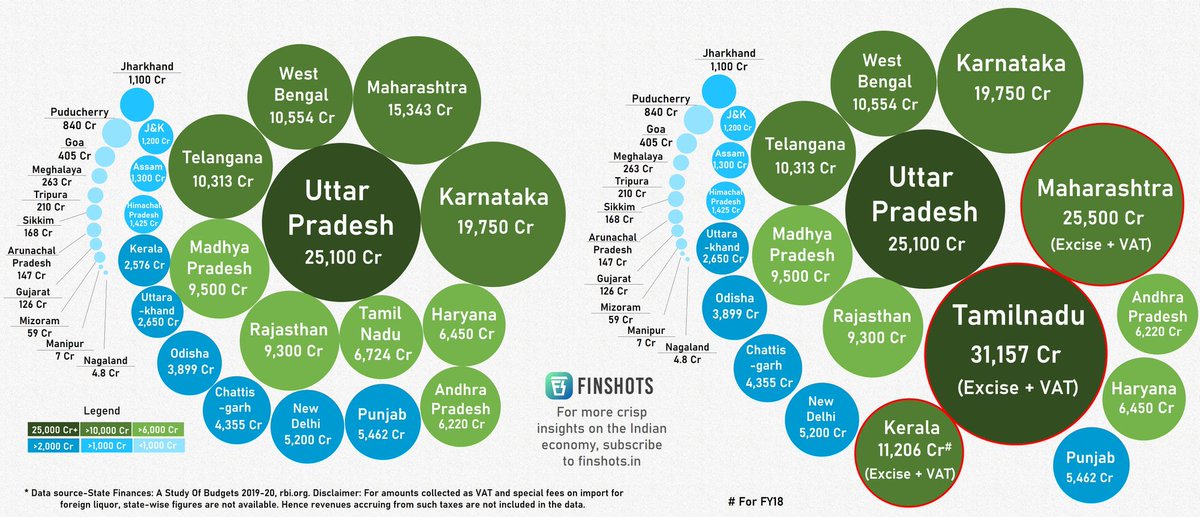 Jharkhand
1,100 Cr
Puducherry
840 Cr
Goa
405 Cr
Meghalaya
263 Cr
Tripura
210 Cr
Sikkim
168 Cr
Arunachal
Pradesh
147 Cr
Gujarat
126 Cr
Mizoram
59 Cr
Manipur
7 Cr
Nagaland
4.8 Cr
J&K
1,200 Cr
Assam
1,300 Cr
Himachal
Pradesh
1,425 Cr
Kerala
2,576 Cr
Uttara
-khand
2,650 Cr
Odisha
3,899 Cr
Chattis
-garh
4,355 Cr
New
Delhi
5,200 Cr
Punjab
5,462 Cr
West
Bengal
10,554 Cr
Maharashtra
15,343 Cr
Telangana
10,313 Cr
Uttar
Pradesh
25,100 Cr
Karnataka
19,750 Cr
Madhya
Pradesh
9,500 Cr
Rajasthan
9,300 Cr
Tamil
Nadu
6,724 Cr
Haryana
6,450 Cr
Andhra
Pradesh
6,220 Cr
Legend
25,000 Cr+ >10,000 Cr >6,000 Cr
>2,000 Cr >1,000 Cr <1,000 Cr
FINSHOTS
For more crisp
insights on the Indian
economy, subscribe
to finshots.in
Jharkhand
1,100 Cr
Puducherry
840 Cr
Goa
405 Cr
Meghalaya
263 Cr
Tripura
210 Cr
Sikkim
168 Cr
Arunachal
Pradesh
147 Cr
Gujarat
126 Cr
Mizoram
59 Cr
Manipur
7 Cr
Nagaland
4.8 Cr
J&K
1,200 Cr
Assam
1,300 Cr
Himachal
Pradesh
1,425 Cr
Uttara
-khand
2,650 Cr
Odisha
3,899 Cr
Chattis
-garh
4,355 Cr
New
Delhi
5,200 Cr
West
Bengal
10,554 Cr
Karnataka
19,750 Cr
Telangana
10,313 Cr
Uttar
Pradesh
25,100 Cr
Maharashtra
25,500 Cr
(Excise + VAT)
Madhya
Pradesh
9,500 Cr
Rajasthan
9,300 Cr
Tamilnadu
31,157 Cr
(Excise + VAT)
Andhra
Pradesh
6,220 Cr
Haryana
6,450 Cr
Kerala
11,206 Cr#
(Excise + VAT)
Punjab
5,462 Cr
* Data source-State Finances: A Study Of Budgets 2019-20, rbi.org. Disclaimer: For amounts collected as VAT and special fees on import for
foreign liquor, state-wise figures are not available. Hence revenues accruing from such taxes are not included in the data.
# For FY18